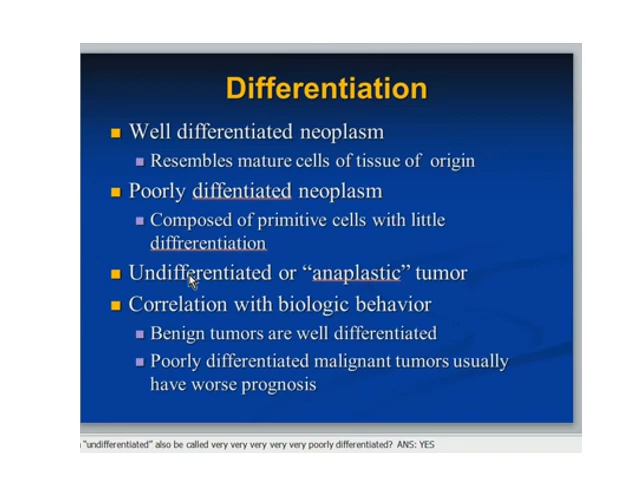 Differentiation
Well differentiated neoplasm
Resembles mature cells of tissue of origin
Poorly diffentiated neoplasm
Composed of primitive cells with little
diffrerentiation
Undifferentiated or “anaplastic” tumor
Correlation with biologic behavior
Benign tumors are well differentiated
Poorly differentiated malignant tumors usually
have worse prognosis
"undifferentiated" also be called very very very very very poorly differentiated? ANS: YES